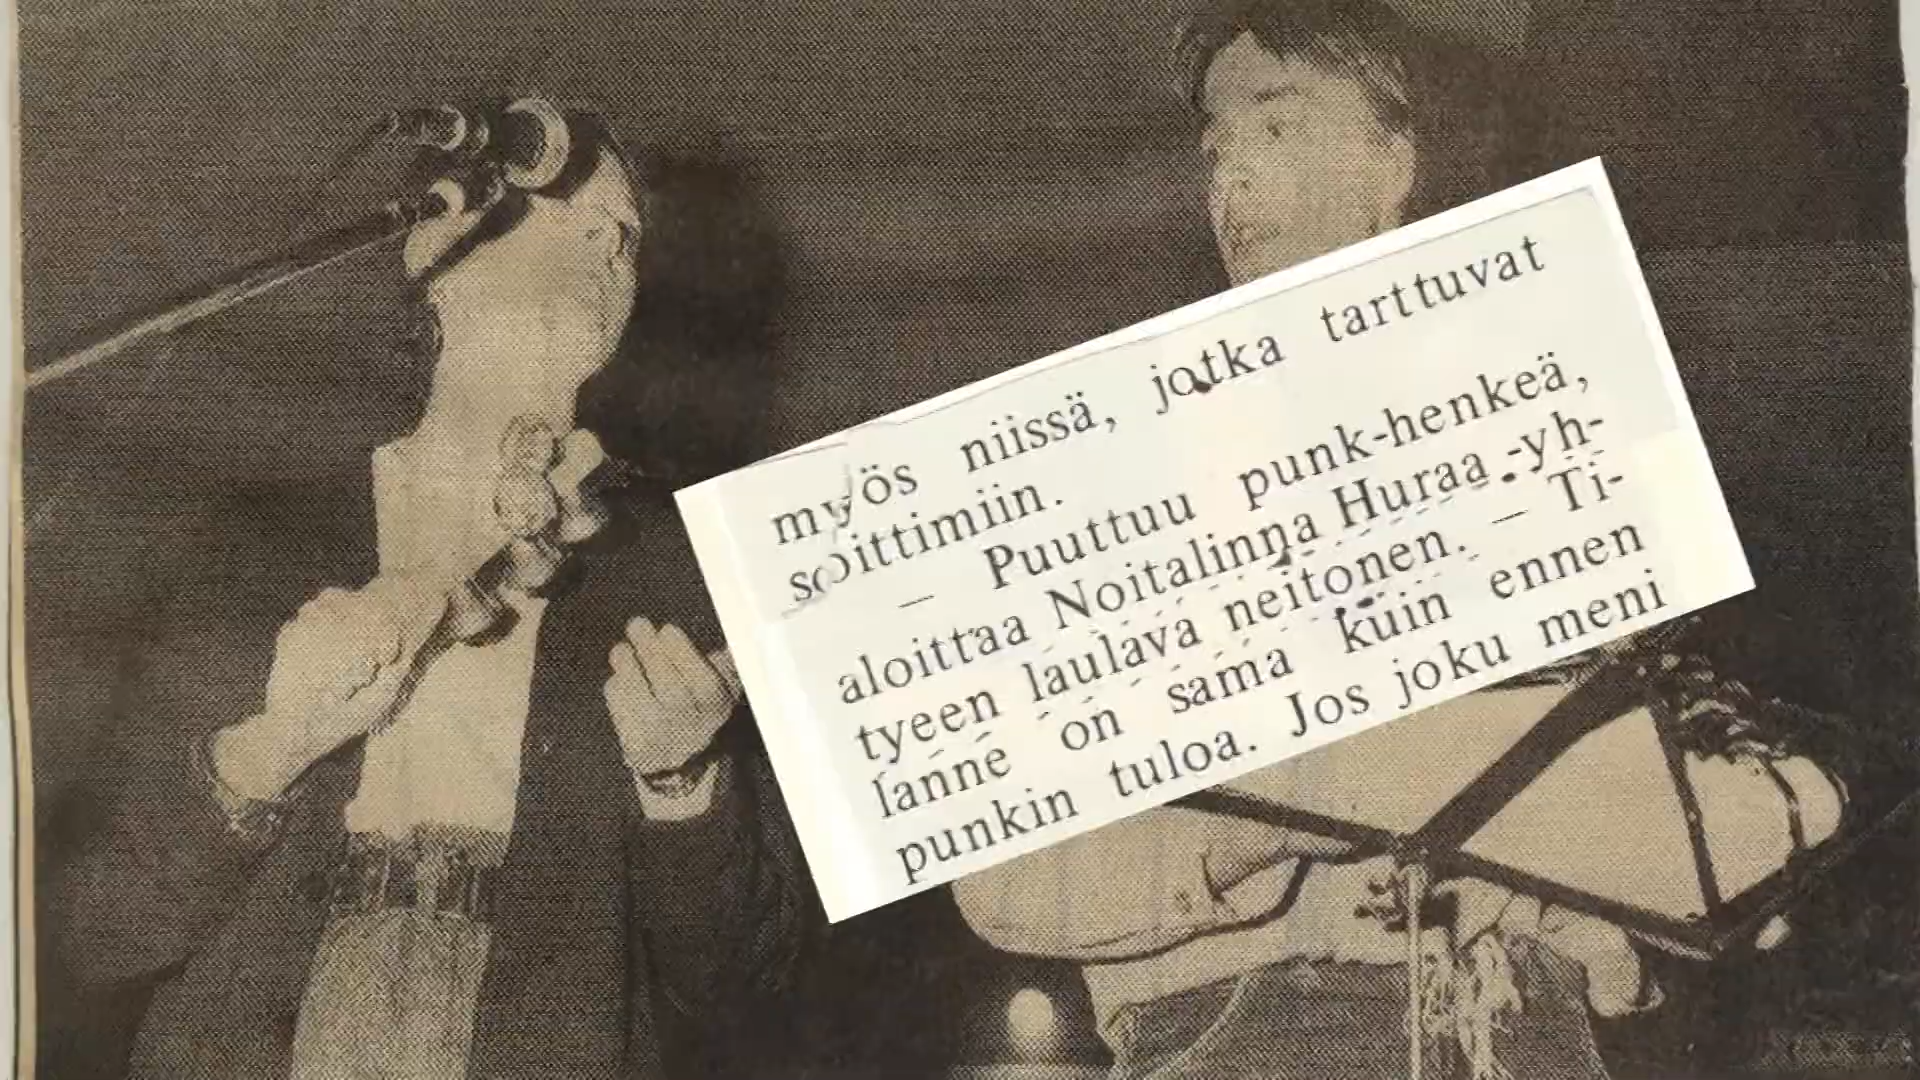 myös niissä, jotka tarttuvat
soittimiin.
— Puuttuu punk-henkeä,
aloittaa Noitalinna Huraa -yh-
tyeen laulava neitonen. — Ti-
lanne on sama kuin ennen
punkin tuloa. Jos joku meni